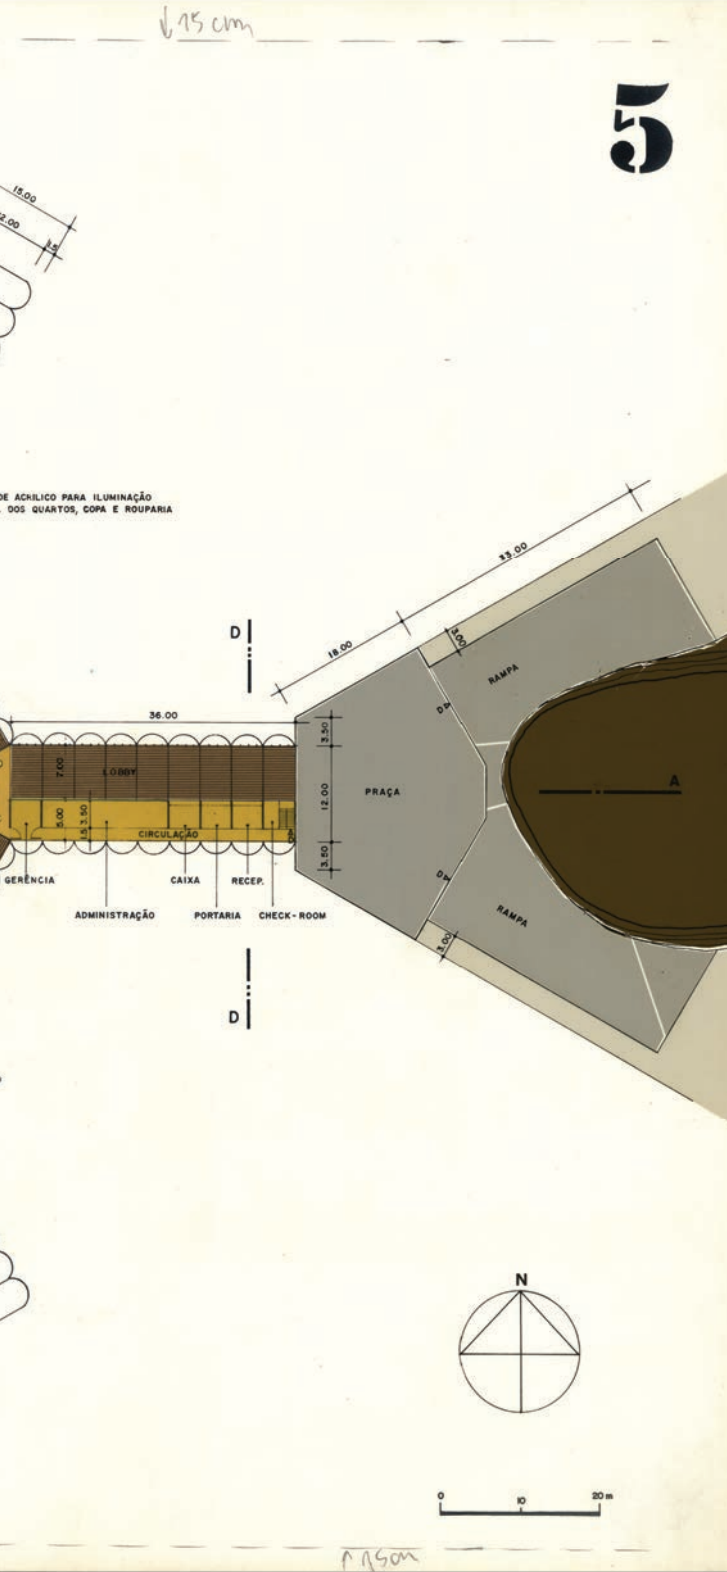 ↓15 cm
5
15.00
2.00
1.5
DE ACRILICO PARA ILUMINAÇÃO
DOS QUARTOS, COPA E ROUPARIA
33.00
D
18.00
3.00
RAMPA
36.00
3.50
7.00
LOBBY
A
PRAÇA
12.00
5.00
1.5 3.50
CIRCULAÇÃO
3.50
GERÊNCIA
CAIXA
RECEP.
ADMINISTRAÇÃO
PORTARIA
CHECK-ROOM
RAMPA
3.00
D
N
0
10
20 m